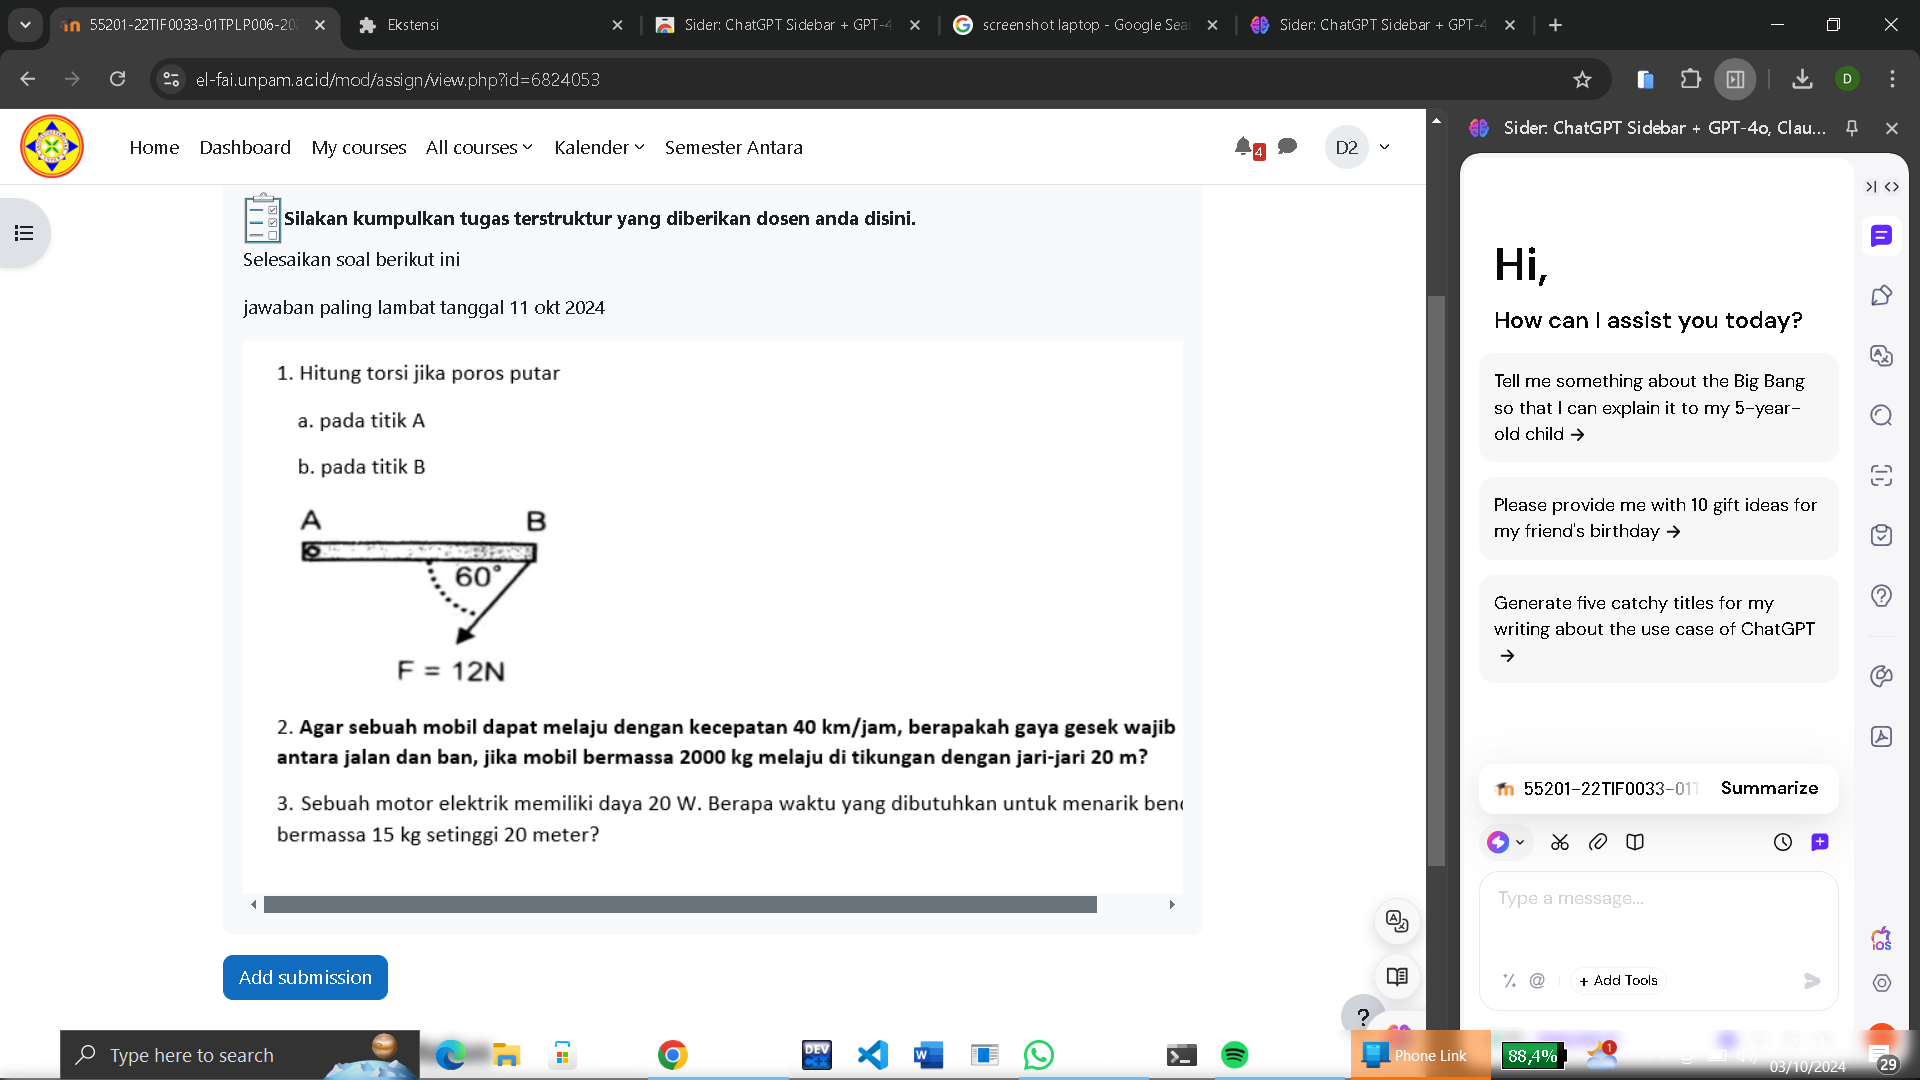 55201-22TIF0033-01TPLP006-20
Ekstensi
Sider: ChatGPT Sidebar + GPT-4
screenshot laptop - Google Sea
Sider: ChatGPT Sidebar + GPT-4
el-fai.unpam.ac.id/mod/assign/view.php?id=6824053
D
Home
Dashboard
My courses
All courses
Kalender
Semester Antara
4
D2
Silakan kumpulkan tugas terstruktur yang diberikan dosen anda disini.
Selesaikan soal berikut ini
jawaban paling lambat tanggal 11 okt 2024
1. Hitung torsi jika poros putar
a. pada titik A
b. pada titik B
A
B
60°
F = 12N
2. Agar sebuah mobil dapat melaju dengan kecepatan 40 km/jam, berapakah gaya gesek wajib
antara jalan dan ban, jika mobil bermassa 2000 kg melaju di tikungan dengan jari-jari 20 m?
3. Sebuah motor elektrik memiliki daya 20 W. Berapa waktu yang dibutuhkan untuk menarik
bermassa 15 kg setinggi 20 meter?
Add submission
?
Sider: ChatGPT Sidebar + GPT-4o, Clau...
Hi,
How can I assist you today?
Tell me something about the Big Bang
so that I can explain it to my 5-year-
old child →
Please provide me with 10 gift ideas for
my friend's birthday →
Generate five catchy titles for my
writing about the use case of ChatGPT
→
55201-22TIF0033-01T
Summarize
Type a message...
@
+ Add Tools
iOS
Type here to search
DEV
C++
W
Phone Link
88,4%
1
03/10/2024
29